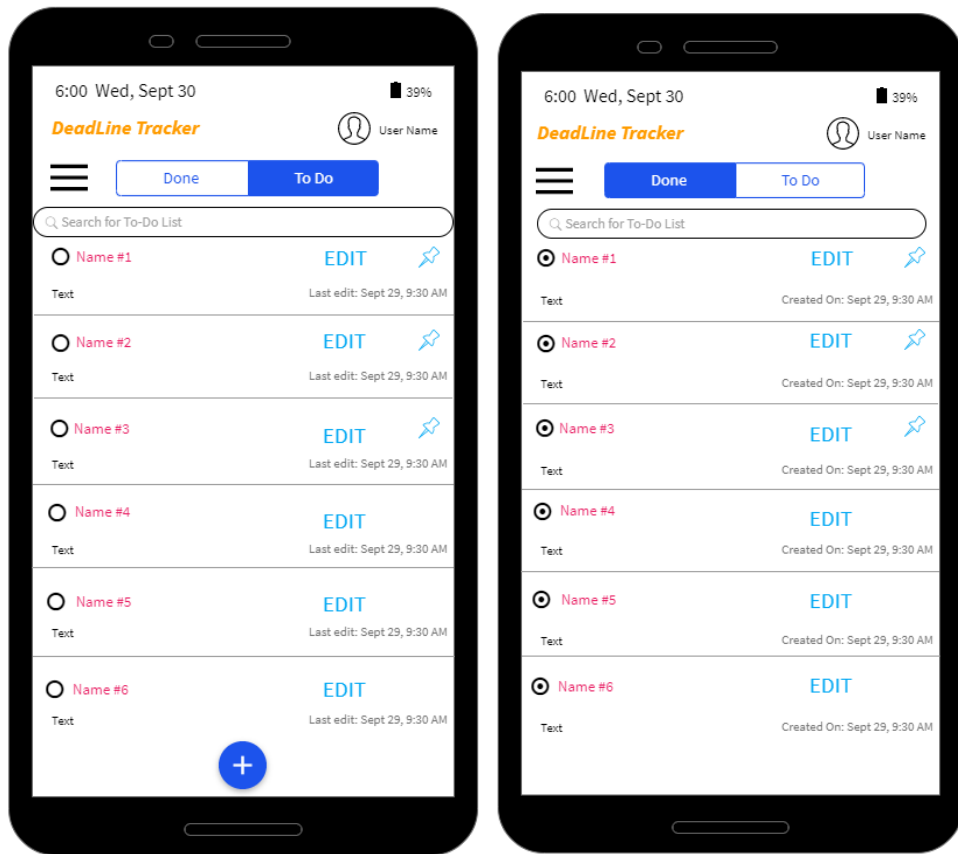 6:00 Wed, Sept 30 39%
DeadLine Tracker User Name
Done To Do
Search for To-Do List
Name #1 EDIT
Text Last edit: Sept 29, 9:30 AM
Name #2 EDIT
Text Last edit: Sept 29, 9:30 AM
Name #3 EDIT
Text Last edit: Sept 29, 9:30 AM
Name #4 EDIT
Text Last edit: Sept 29, 9:30 AM
Name #5 EDIT
Text Last edit: Sept 29, 9:30 AM
Name #6 EDIT
Text Last edit: Sept 29, 9:30 AM
+
6:00 Wed, Sept 30 39%
DeadLine Tracker User Name
Done To Do
Search for To-Do List
Name #1 EDIT
Text Created On: Sept 29, 9:30 AM
Name #2 EDIT
Text Created On: Sept 29, 9:30 AM
Name #3 EDIT
Text Created On: Sept 29, 9:30 AM
Name #4 EDIT
Text Created On: Sept 29, 9:30 AM
Name #5 EDIT
Text Created On: Sept 29, 9:30 AM
Name #6 EDIT
Text Created On: Sept 29, 9:30 AM